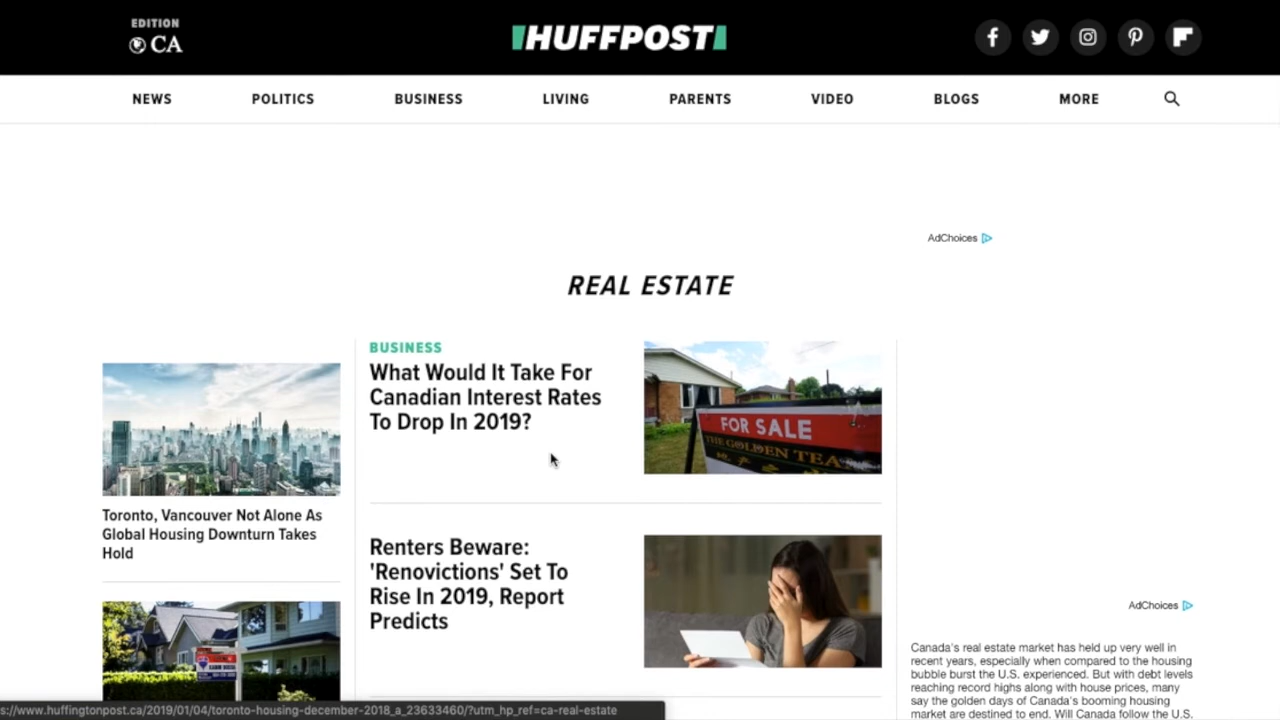 EDITION
CA
HUFFPOST
NEWS
POLITICS
BUSINESS
LIVING
PARENTS
VIDEO
BLOGS
MORE
AdChoices
REAL ESTATE
Toronto, Vancouver Not Alone As
Global Housing Downturn Takes
Hold
BUSINESS
What Would It Take For
Canadian Interest Rates
To Drop In 2019?
FOR SALE
THE GOLDEN TEA
Renters Beware:
'Renovictions' Set To
Rise In 2019, Report
Predicts
AdChoices
Canada's real estate market has held up very well in
recent years, especially when compared to the housing
bubble burst the U.S. experienced. But with debt levels
reaching record highs along with house prices, many
say the golden days of Canada's booming housing
market are destined to end. Will Canada follow the U.S.
s://www.huffingtonpost.ca/2019/01/04/toronto-housing-december-2018_a_23633460/?utm_hp_ref=ca-real-estate